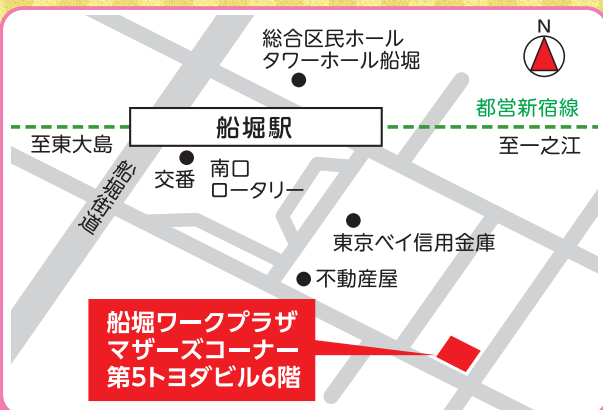 総合区民ホール
タワーホール船堀
N
都営新宿線
船堀駅
至東大島
至一之江
船堀街道
交番
南口
ロータリー
東京ベイ信用金庫
不動産屋
船堀ワークプラザ
マザーズコーナー
第5トヨダビル6階